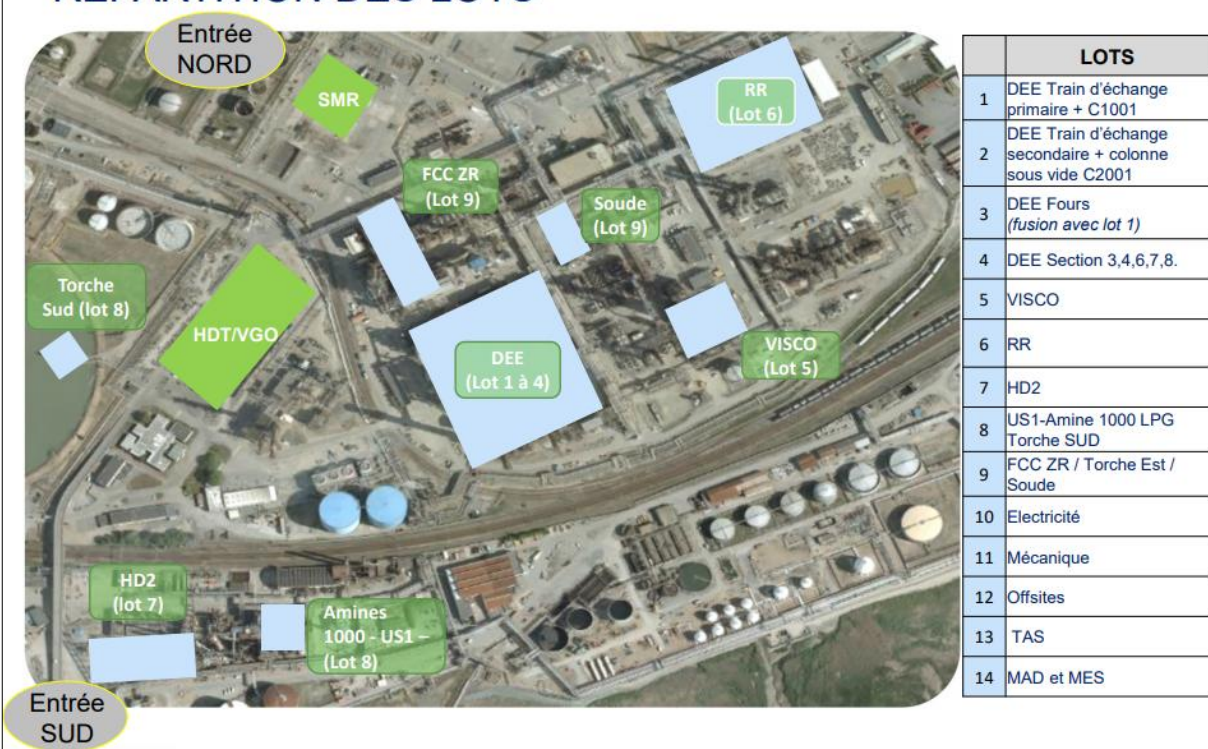 Entrée
NORD
SMR
RR
(Lot 6)
FCC ZR
(Lot 9)
Soude
(Lot 9)
Torche
Sud (lot 8)
HDT/VGO
DEE
(Lot 1 à 4)
VISCO
(Lot 5)
HD2
(lot 7)
Amines
1000 - US1 –
(Lot 8)
Entrée
SUD
LOTS
1 DEE Train d'échange
primaire + C1001
2 DEE Train d'échange
secondaire + colonne
sous vide C2001
3 DEE Fours
(fusion avec lot 1)
4 DEE Section 3,4,6,7,8.
5 VISCO
6 RR
7 HD2
8 US1-Amine 1000 LPG
Torche SUD
9 FCC ZR / Torche Est /
Soude
10 Electricité
11 Mécanique
12 Offsites
13 TAS
14 MAD et MES